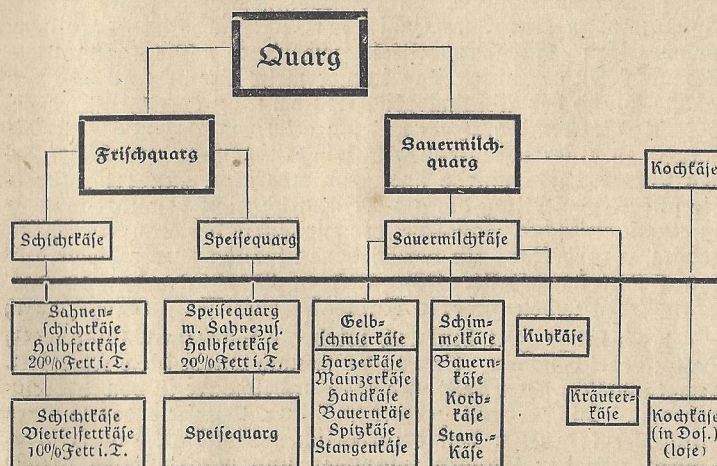 Quarg
Frischquarg
Sauermilch-
quarg
Kochkäse
Schichtkäse
Speisequarg
Sauermilchkäse
Sahnen=
schichtkäse
Halbfettkäse
20% Fett i. T.
Speisequarg
m. Sahnezus.
Halbfettkäse
20% Fett i. T.
Gelb=
schmierkäse
Harzerkäse
Mainzerkäse
Handkäse
Bauernkäse
Spitzkäse
Stangenkäse
Schim=
melkäse
Bauern=
käse
Korb=
käse
Stang.=
Käse
Kuhkäse
Kräuter-
käse
Kochkäse
(in Dos.)
(lose)
Schichtkäse
Viertelfettkäse
10% Fett i. T.
Speisequarg